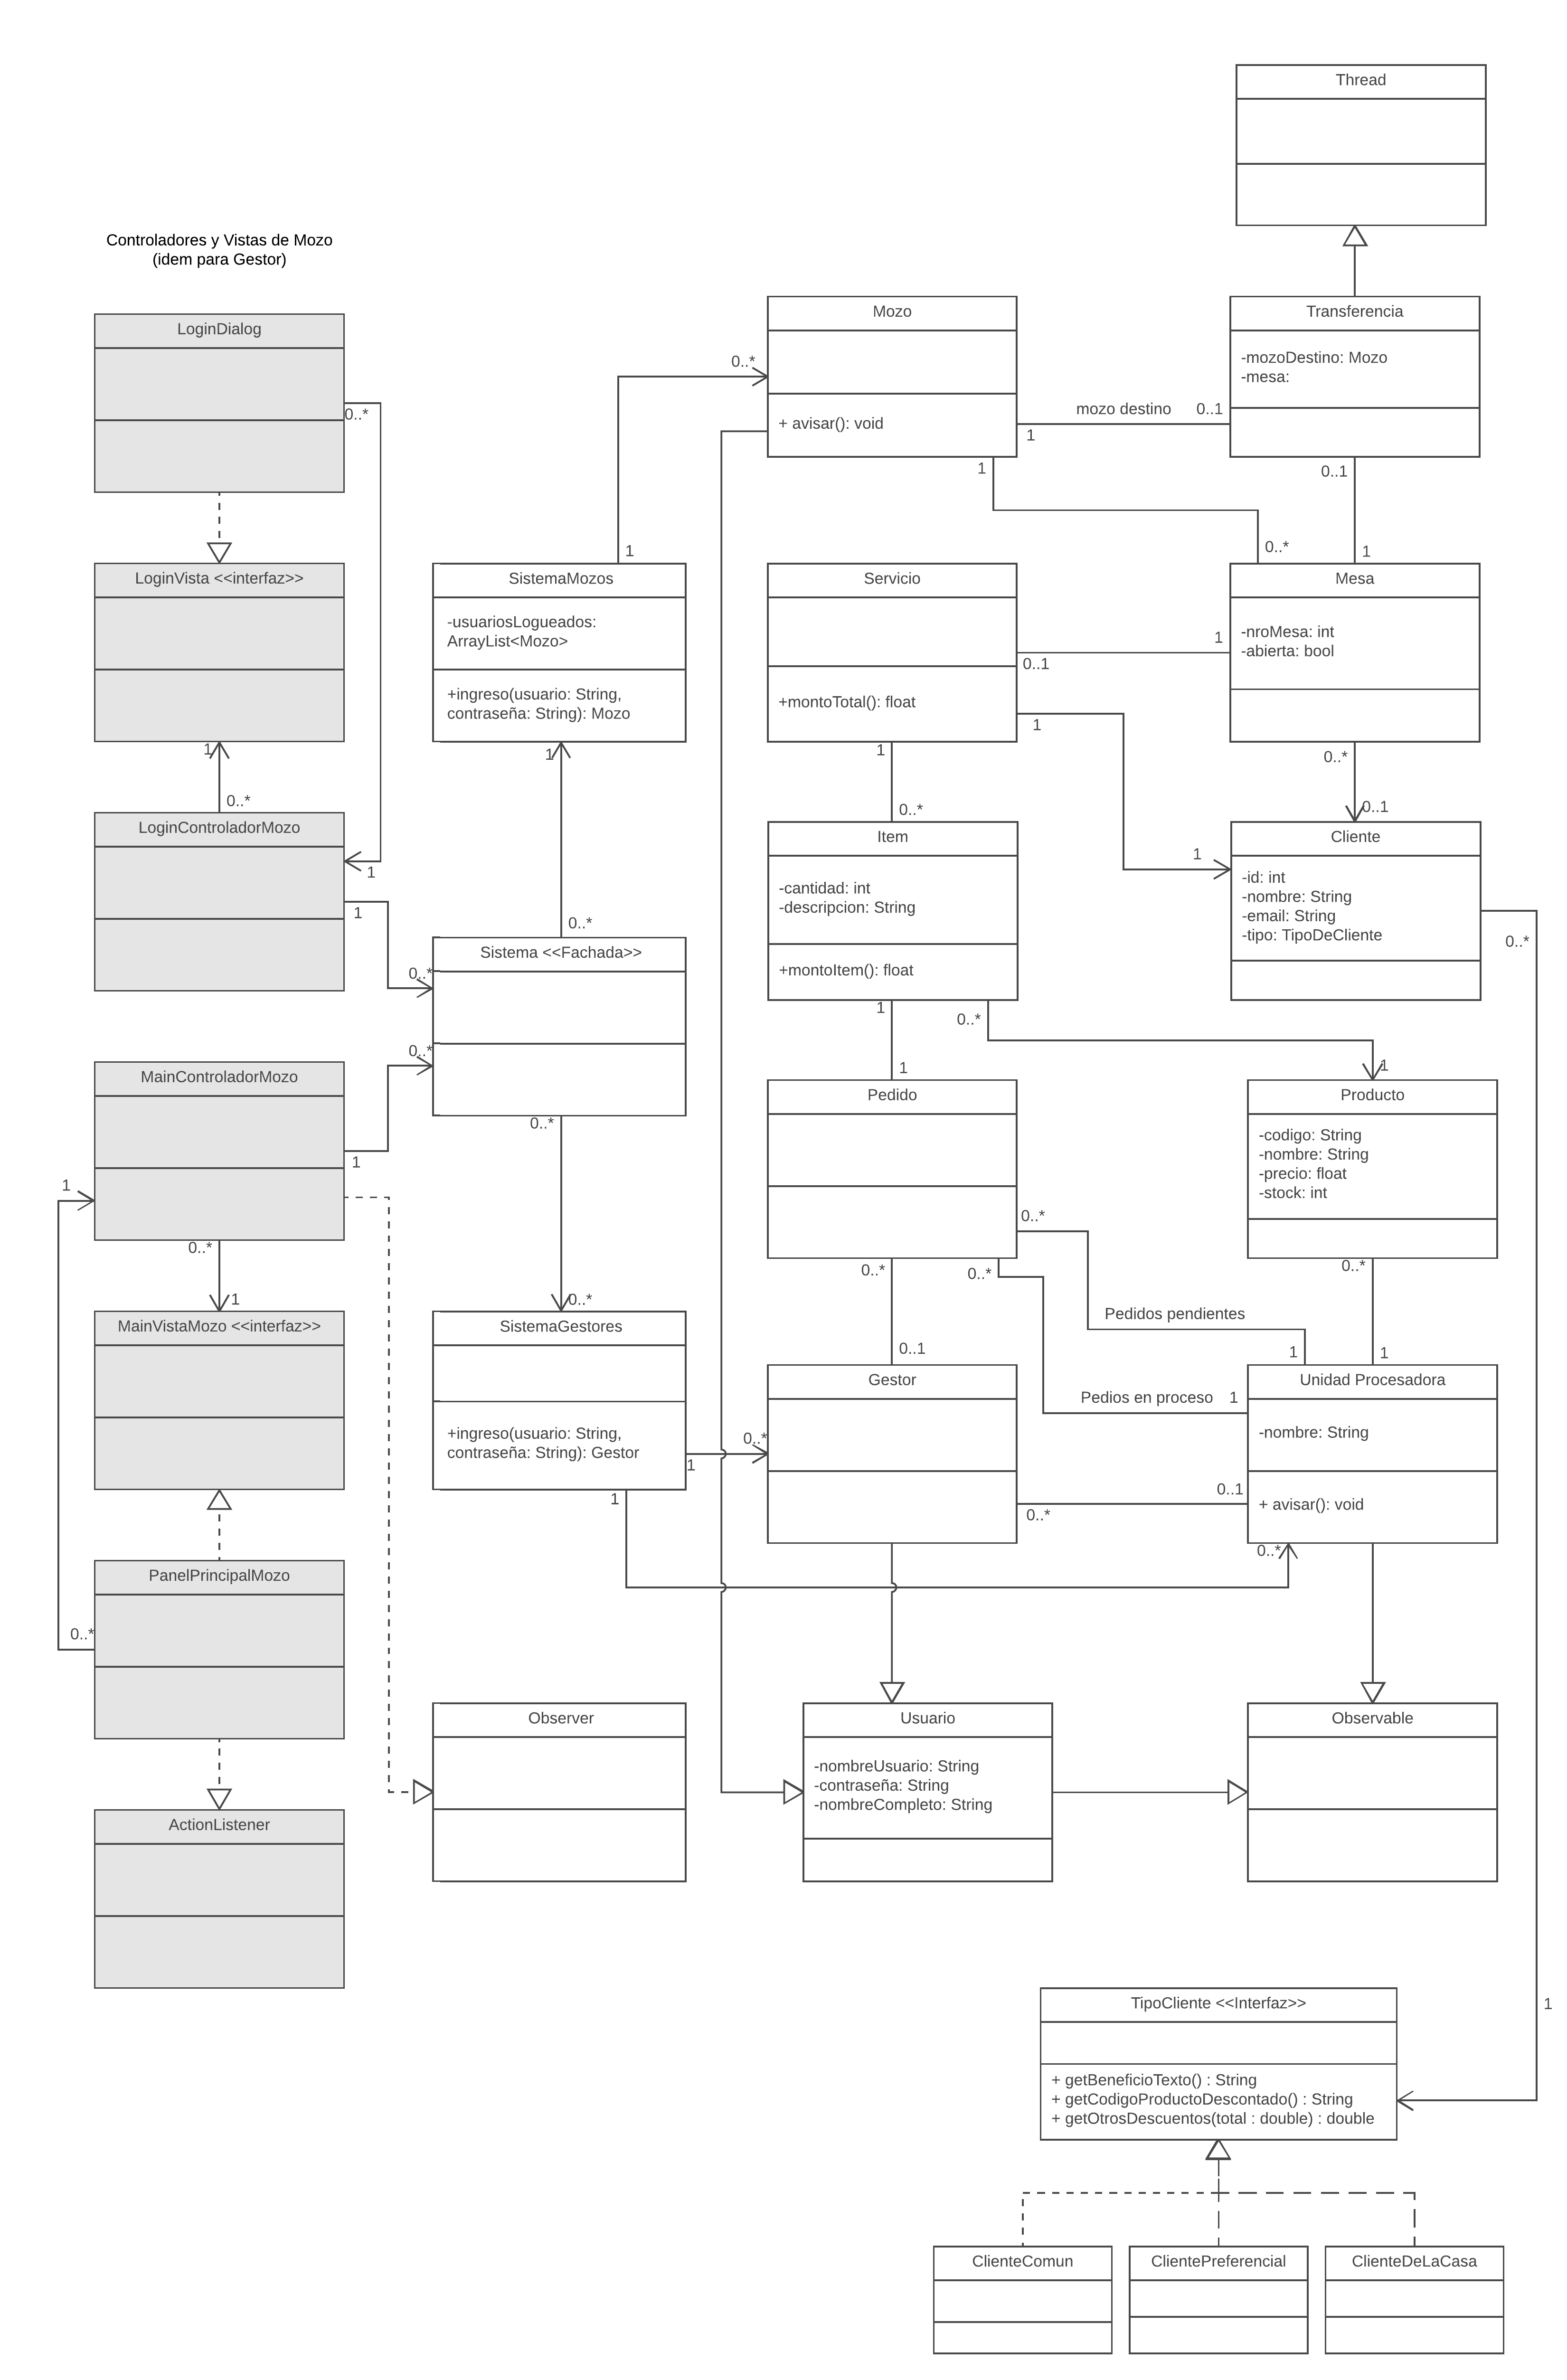 Thread
Controladores y Vistas de Mozo
(idem para Gestor)
LoginDialog
0..*
LoginVista <<interfaz>>
1
0..*
LoginControladorMozo
1
1
0..*
MainControladorMozo
0..*
1
1
0..*
1
MainVistaMozo <<interfaz>>
PanelPrincipalMozo
0..*
ActionListener
SistemaMozos
-usuariosLogueados:
ArrayList<Mozo>
+ingreso(usuario: String,
contraseña: String): Mozo
1
0..*
1
0..*
Sistema <<Fachada>>
0..*
0..*
SistemaGestores
+ingreso(usuario: String,
contraseña: String): Gestor
1
0..*
1
Observer
Mozo
+ avisar(): void
1
mozo destino
0..1
1
0..*
Transferencia
-mozoDestino: Mozo
-mesa:
0..1
1
Servicio
+montoTotal(): float
0..1
1
1
1
1
0..*
Mesa
-nroMesa: int
-abierta: bool
0..*
0..1
Item
-cantidad: int
-descripcion: String
+montoItem(): float
1
1
0..*
1
Cliente
-id: int
-nombre: String
-email: String
-tipo: TipoDeCliente
0..*
1
Pedido
0..*
0..*
0..*
0..1
Pedidos pendientes
1
Pedios en proceso
1
Producto
-codigo: String
-nombre: String
-precio: float
-stock: int
0..*
1
Gestor
0..*
0..1
Unidad Procesadora
-nombre: String
+ avisar(): void
0..*
Usuario
-nombreUsuario: String
-contraseña: String
-nombreCompleto: String
Observable
TipoCliente <<Interfaz>>
+ getBeneficioTexto() : String
+ getCodigoProductoDescontado() : String
+ getOtrosDescuentos(total : double) : double
ClienteComun
ClientePreferencial
ClienteDeLaCasa